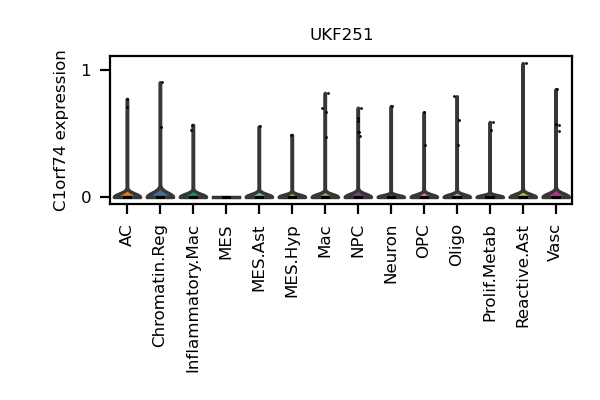 UKF251
C1orf74 expression
1
0
AC
Chromatin.Reg
Inflammatory.Mac
MES
MES.Ast
MES.Hyp
Mac
NPC
Neuron
OPC
Oligo
Prolif.Metab
Reactive.Ast
Vasc